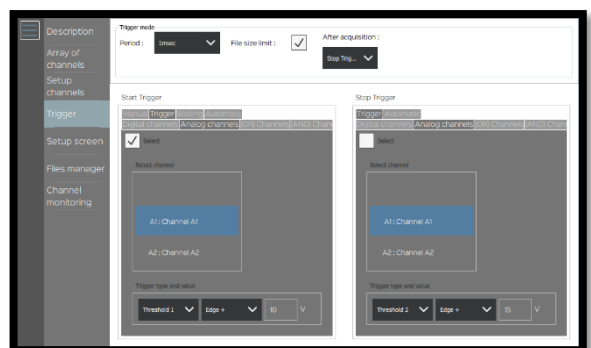 Description
Array of
channels
Setup
channels
Trigger
Setup screen
Files manager
Channel
monitoring
Trigger mode
Period :
1msec
File size limit :
After acquisition :
Stop Trig...
Start Trigger
Manual Trigger Waiting Automatic
Digital channels Analog channels (OR) Channels (AND) Chan
Select
Select channel
A1 : Channel A1
A2 : Channel A2
Trigger type and value
Threshold 1 Edge + 10 V
Stop Trigger
Trigger Automatic
Digital channels Analog channels (OR) Channels (AND) Chan
Select
Select channel
A1 : Channel A1
A2 : Channel A2
Trigger type and value
Threshold 2 Edge + 15 V